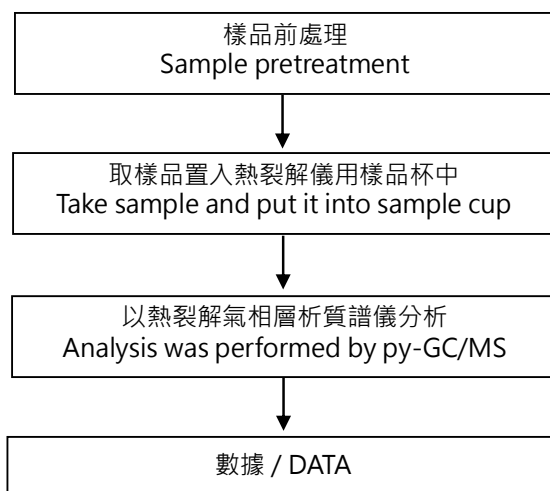 樣品前處理
Sample pretreatment
取樣品置入熱裂解儀用樣品杯中
Take sample and put it into sample cup
以熱裂解氣相層析質譜儀分析
Analysis was performed by py-GC/MS
數據 / DATA